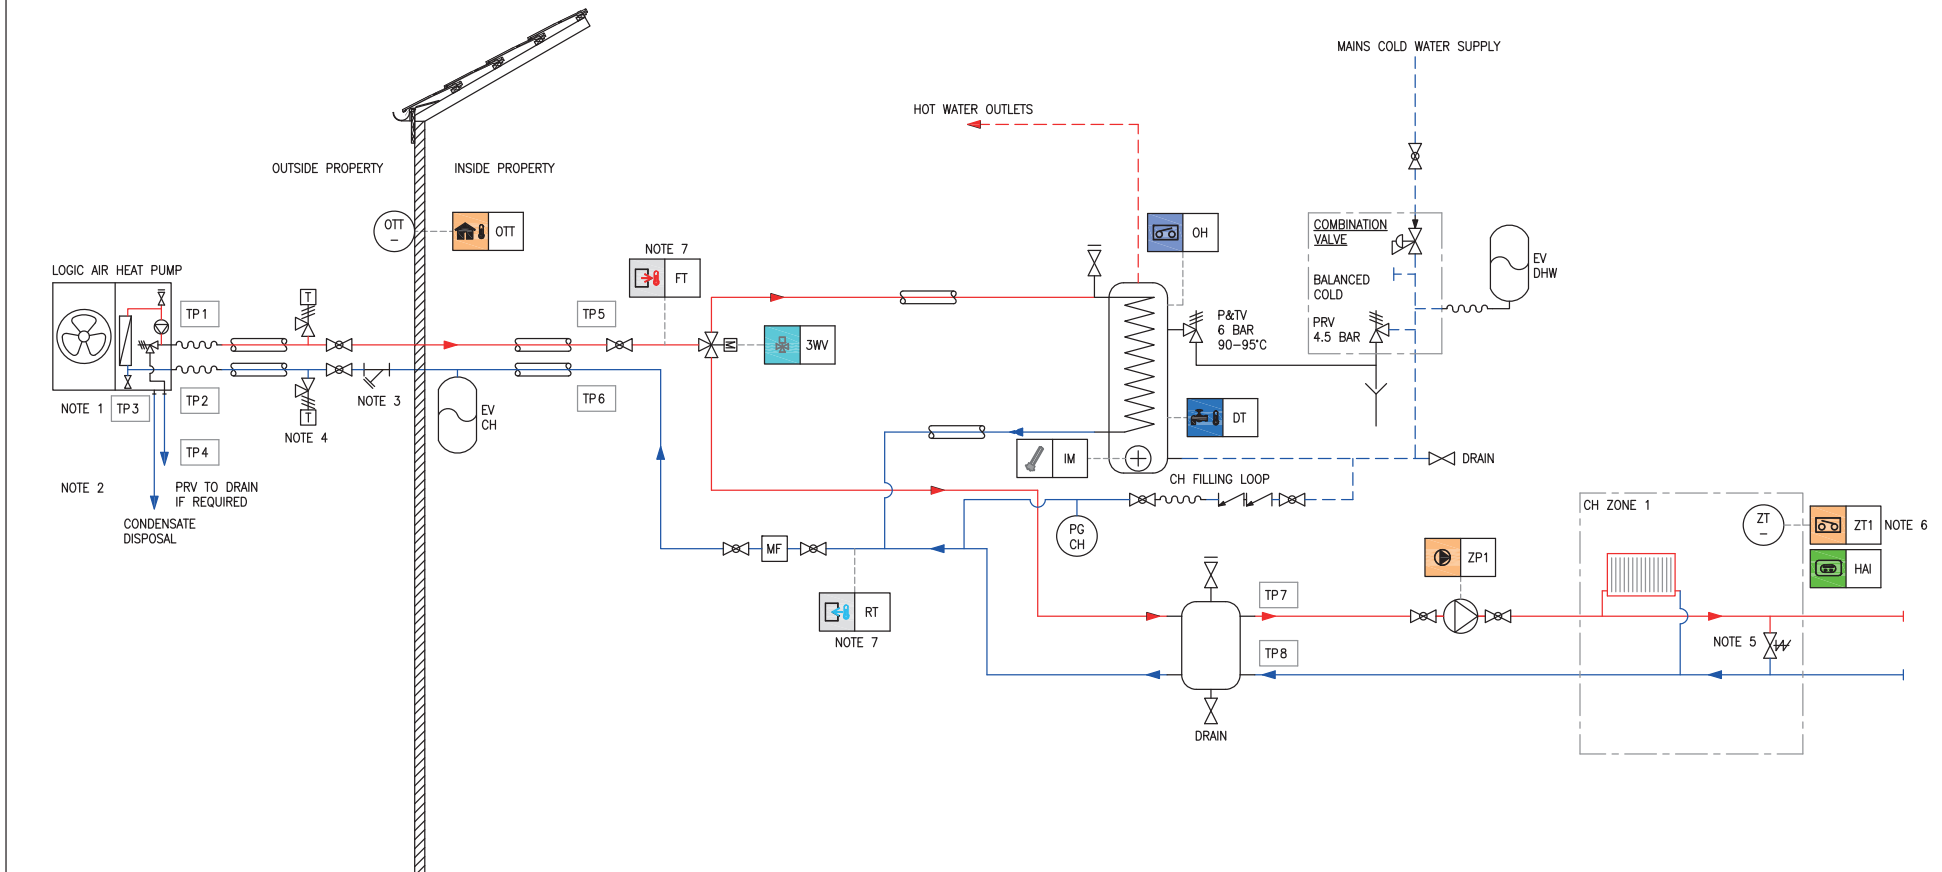 MAINS COLD WATER SUPPLY
HOT WATER OUTLETS
OUTSIDE PROPERTY
INSIDE PROPERTY
OTT
–
OTT
OH
COMBINATION
VALVE
BALANCED
COLD
PRV
4.5 BAR
EV
DHW
NOTE 7
FT
LOGIC AIR HEAT PUMP
TP1
T
TP5
M
3WV
P&TV
6 BAR
90–95°C
NOTE 1
TP3
TP2
T
NOTE 4
NOTE 3
EV
CH
TP6
DT
TP4
IM
DRAIN
NOTE 2
PRV TO DRAIN
IF REQUIRED
CH FILLING LOOP
CONDENSATE
DISPOSAL
MF
PG
CH
CH ZONE 1
ZT
–
ZT1
NOTE 6
HAI
ZP1
RT
NOTE 7
TP7
TP8
NOTE 5
DRAIN